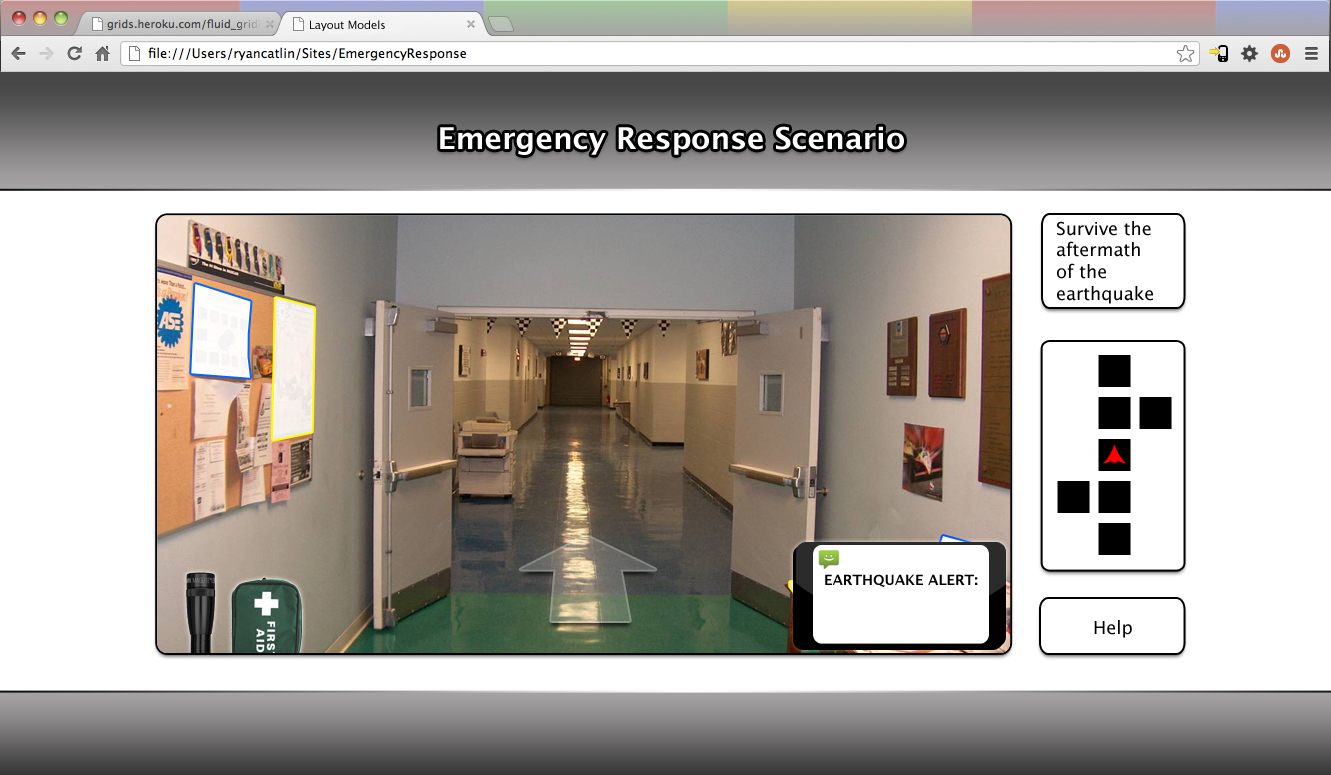 grids.heroku.com/fluid_grid
Layout Models
file:///Users/ryancatlin/Sites/EmergencyResponse
Emergency Response Scenario
ASE
FIRST
AID
EARTHQUAKE ALERT:
Survive the
aftermath
of the
earthquake
Help